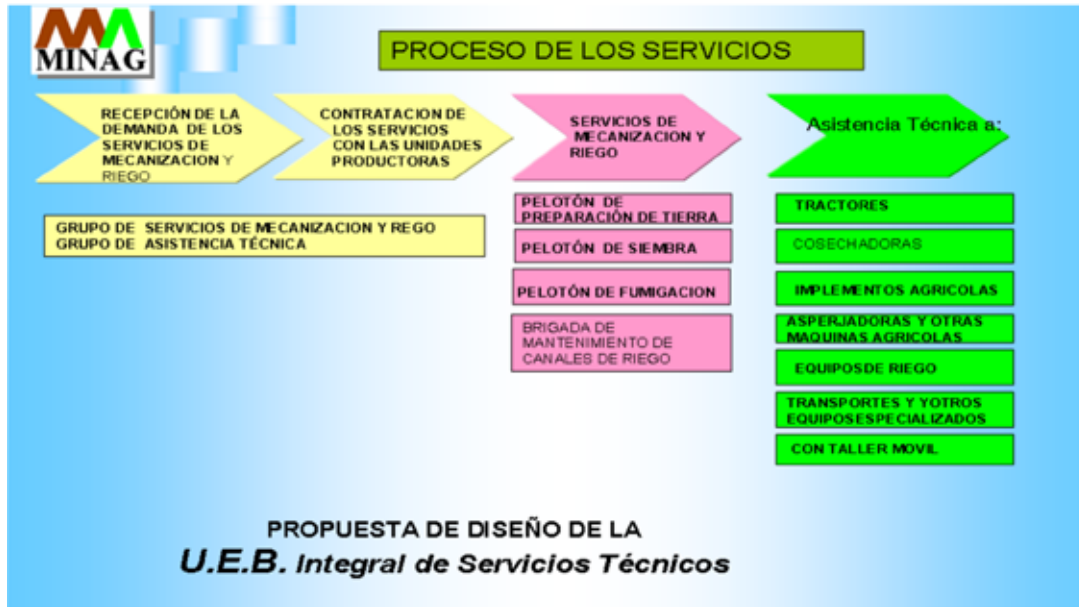 MINAG
PROCESO DE LOS SERVICIOS
RECEPCIÓN DE LA
DEMANDA DE LOS
SERVICIOS DE
MECANIZACION Y
RIEGO
CONTRATACION DE
LOS SERVICIOS
CON LAS UNIDADES
PRODUCTORAS
SERVICIOS DE
MECANIZACION Y
RIEGO
Asistencia Técnica a:
GRUPO DE SERVICIOS DE MECANIZACION Y REGO
GRUPO DE ASISTENCIA TÉCNICA
PELOTÓN DE
PREPARACIÓN DE TIERRA
PELOTÓN DE SIEMBRA
PELOTÓN DE FUMIGACION
BRIGADA DE
MANTENIMIENTO DE
CANALES DE RIEGO
TRACTORES
COSECHADORAS
IMPLEMENTOS AGRICOLAS
ASPERJADORAS Y OTRAS
MAQUINAS AGRICOLAS
EQUIPOS DE RIEGO
TRANSPORTES Y YOTROS
EQUIPOS ESPECIALIZADOS
CON TALLER MOVIL
PROPUESTA DE DISEÑO DE LA
U.E.B. Integral de Servicios Técnicos